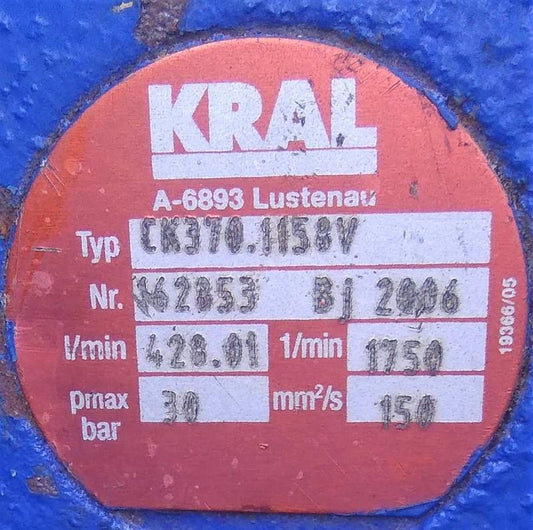 KRAL
A-6893 Lustenau
Typ CK370.1158V
Nr. 162853 Bj 2006
l/min 428.01 1/min 1750
pmax bar 30 mm²/s 150
19366/05